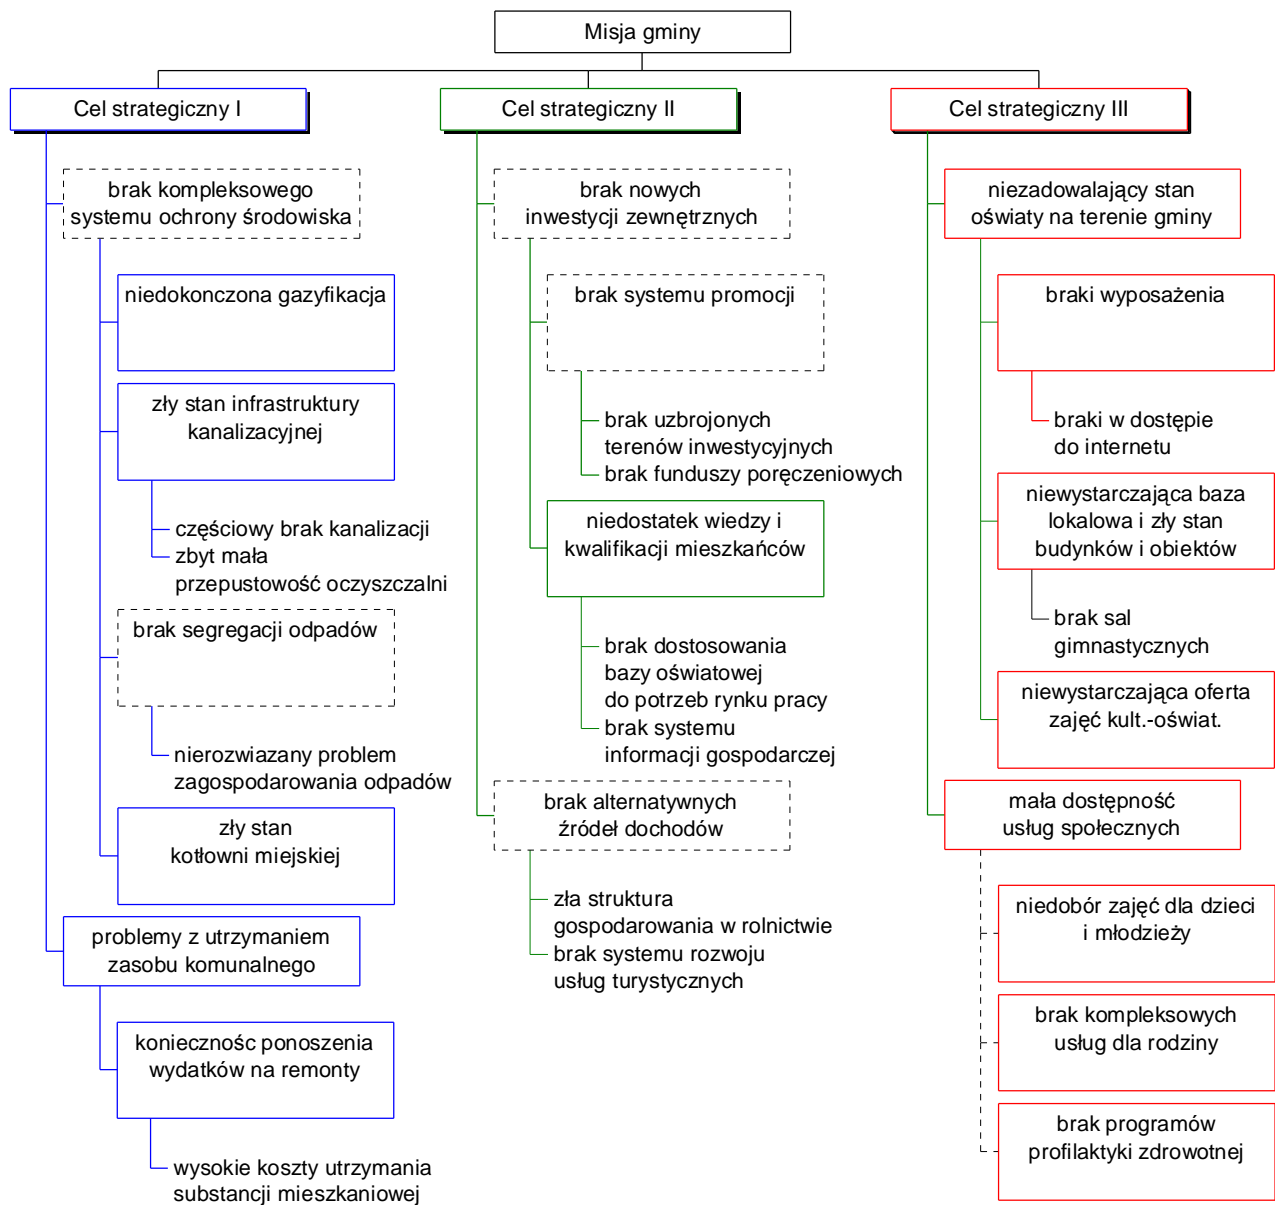 Misja gminy
Cel strategiczny I
brak kompleksowego
systemu ochrony środowiska
niedokonczona gazyfikacja
zły stan infrastruktury
kanalizacyjnej
częściowy brak kanalizacji
zbyt mała
przepustowość oczyszczalni
brak segregacji odpadów
nierozwiazany problem
zagospodarowania odpadów
zły stan
kotłowni miejskiej
problemy z utrzymaniem
zasobu komunalnego
koniecznośc ponoszenia
wydatków na remonty
wysokie koszty utrzymania
substancji mieszkaniowej
Cel strategiczny II
brak nowych
inwestycji zewnętrznych
brak systemu promocji
brak uzbrojonych
terenów inwestycyjnych
brak funduszy poręczeniowych
niedostatek wiedzy i
kwalifikacji mieszkańców
brak dostosowania
bazy oświatowej
do potrzeb rynku pracy
brak systemu
informacji gospodarczej
brak alternatywnych
źródeł dochodów
zła struktura
gospodarowania w rolnictwie
brak systemu rozwoju
usług turystycznych
Cel strategiczny III
niezadowalający stan
oświaty na terenie gminy
braki wyposażenia
braki w dostępie
do internetu
niewystarczająca baza
lokalowa i zły stan
budynków i obiektów
brak sal
gimnastycznych
niewystarczająca oferta
zajęć kult.-oświat.
mała dostępność
usług społecznych
niedobór zajęć dla dzieci
i młodzieży
brak kompleksowych
usług dla rodziny
brak programów
profilaktyki zdrowotnej